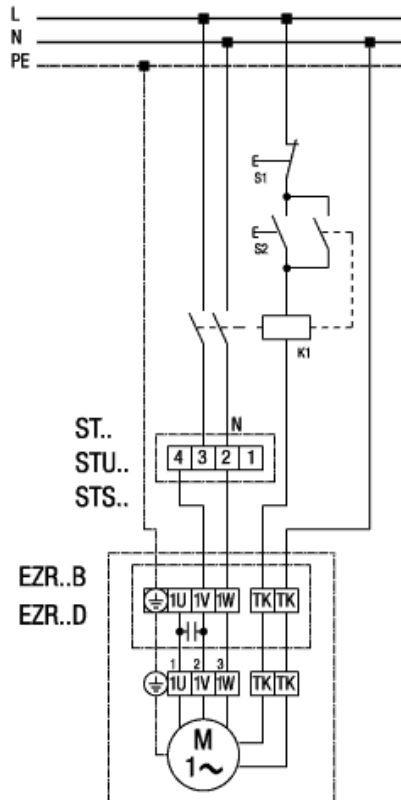 L
N
PE
E
S1
E
S2
K1
ST..
STU..
STS..
N
4 3 2 1
EZR..B
EZR..D
1U 1V 1W TK TK
1 2 3
1U 1V 1W TK TK
M
1~